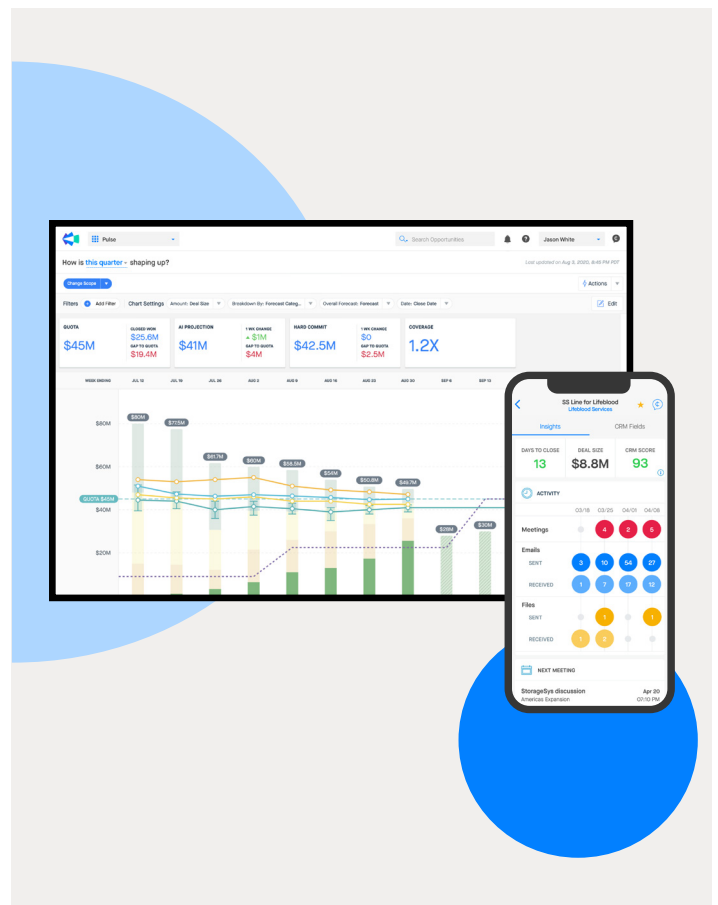 Pulse
Search Opportunities
Jason White
How is this quarter shaping up?
Last updated on Aug 3, 2020, 8:45 PM PDT
Change Scope
Actions
Filters Add Filter Chart Settings Amount: Deal Size Breakdown By: Forecast Categ... Overall Forecast: Forecast Date: Close Date Edit
QUOTA
$45M
CLOSED WON
$25.6M
GAP TO QUOTA
$19.4M
AI PROJECTION
$41M
1 WK CHANGE
$1M
GAP TO QUOTA
$4M
HARD COMMIT
$42.5M
1 WK CHANGE
$0
GAP TO QUOTA
$2.5M
COVERAGE
1.2X
WEEK ENDING JUL 12 JUL 19 JUL 26 AUG 2 AUG 9 AUG 16 AUG 23 AUG 30 SEP 6 SEP 13
$80M
$60M
QUOTA $45M
$40M
$20M
$80M
$77.5M
$61.7M
$60M
$58.5M
$54M
$50.8M
$49.7M
$28M
$30M
SS Line for Lifeblood
Lifeblood Services
Insights CRM Fields
DAYS TO CLOSE DEAL SIZE CRM SCORE
13 $8.8M 93
ACTIVITY
03/18 03/25 04/01 04/08
Meetings 4 2 5
Emails
SENT 3 10 54 27
RECEIVED 1 7 17 12
Files
SENT 1 1
RECEIVED 1 2
NEXT MEETING
StorageSys discussion Apr 20
Americas Expansion 07:10 PM